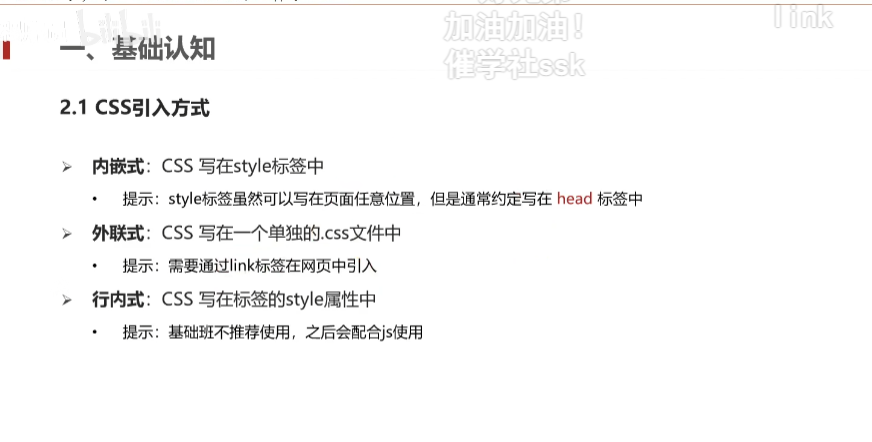 加油加油！
link
一、基础认知
催学社ssk
2.1 CSS引入方式
➢ 内嵌式：CSS 写在style标签中
• 提示：style标签虽然可以写在页面任意位置，但是通常约定写在 head 标签中
➢ 外联式：CSS 写在一个单独的.css文件中
• 提示：需要通过link标签在网页中引入
➢ 行内式：CSS 写在标签的style属性中
• 提示：基础班不推荐使用，之后会配合js使用